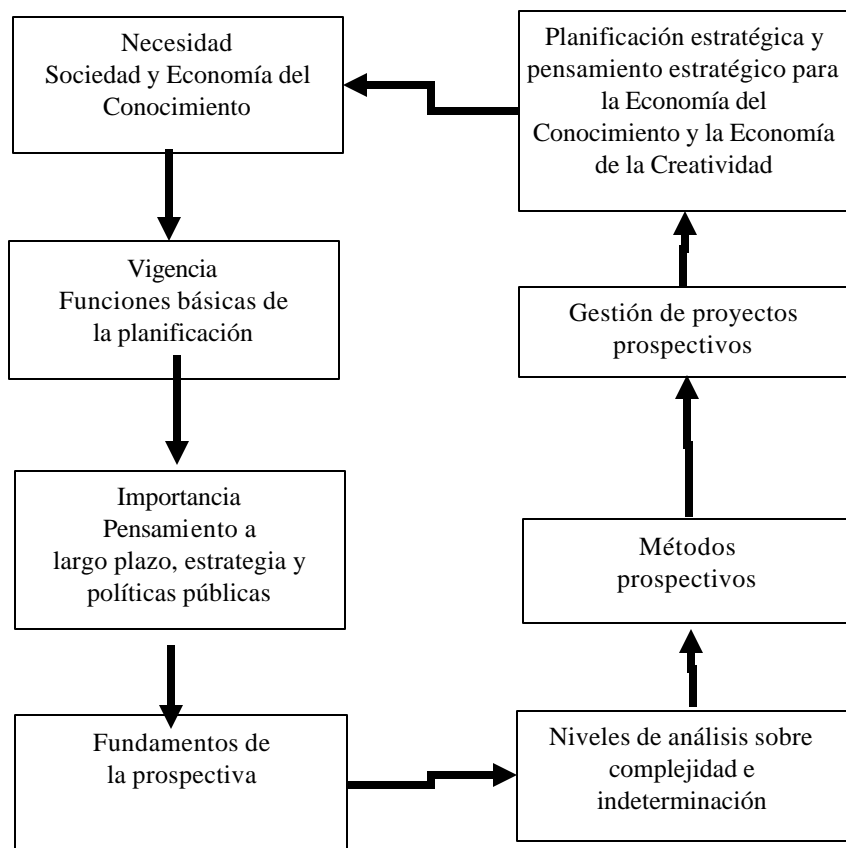 Necesidad
Sociedad y Economía del
Conocimiento
Vigencia
Funciones básicas de
la planificación
Importancia
Pensamiento a
largo plazo, estrategia y
políticas públicas
Fundamentos de
la prospectiva
Niveles de análisis sobre
complejidad e
indeterminación
Métodos
prospectivos
Gestión de proyectos
prospectivos
Planificación estratégica y
pensamiento estratégico para
la Economía del
Conocimiento y la Economía
de la Creatividad